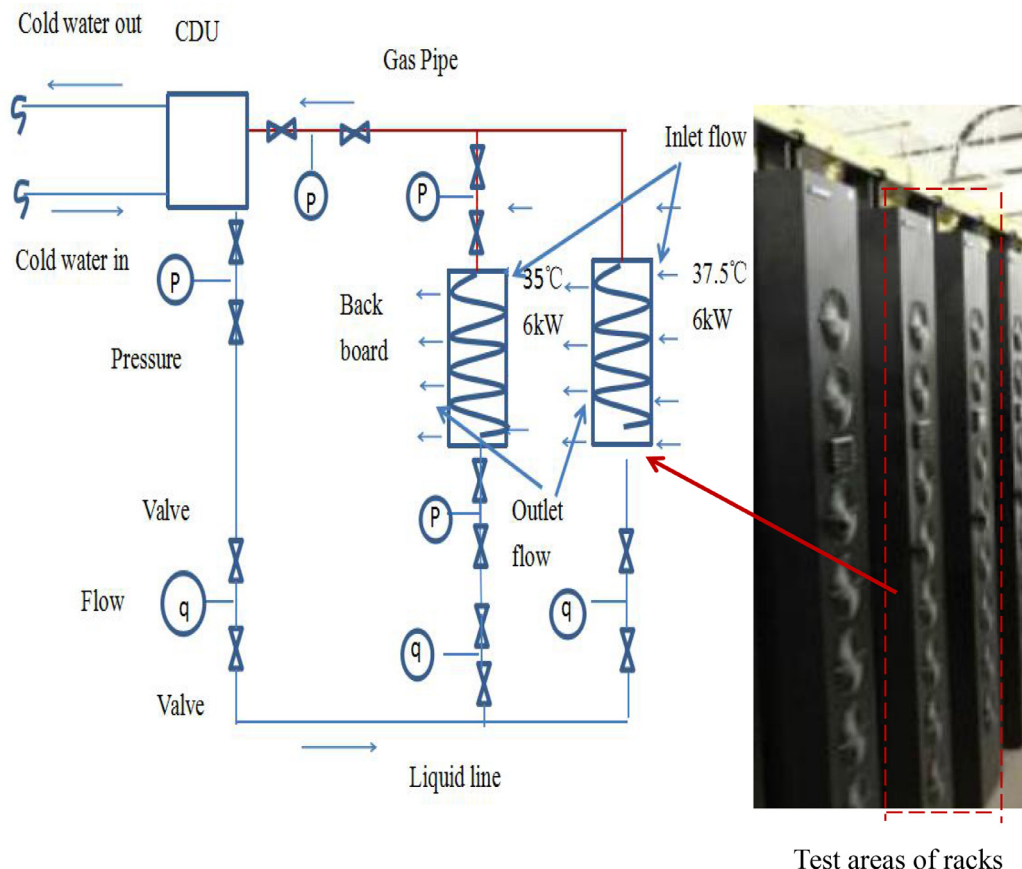 Cold water out
CDU
Gas Pipe
Inlet flow
P
P
Cold water in
P
35℃
6kW
37.5℃
6kW
Back
board
Pressure
Valve
P
Outlet
flow
Flow
q
q
q
Valve
Liquid line
Test areas of racks